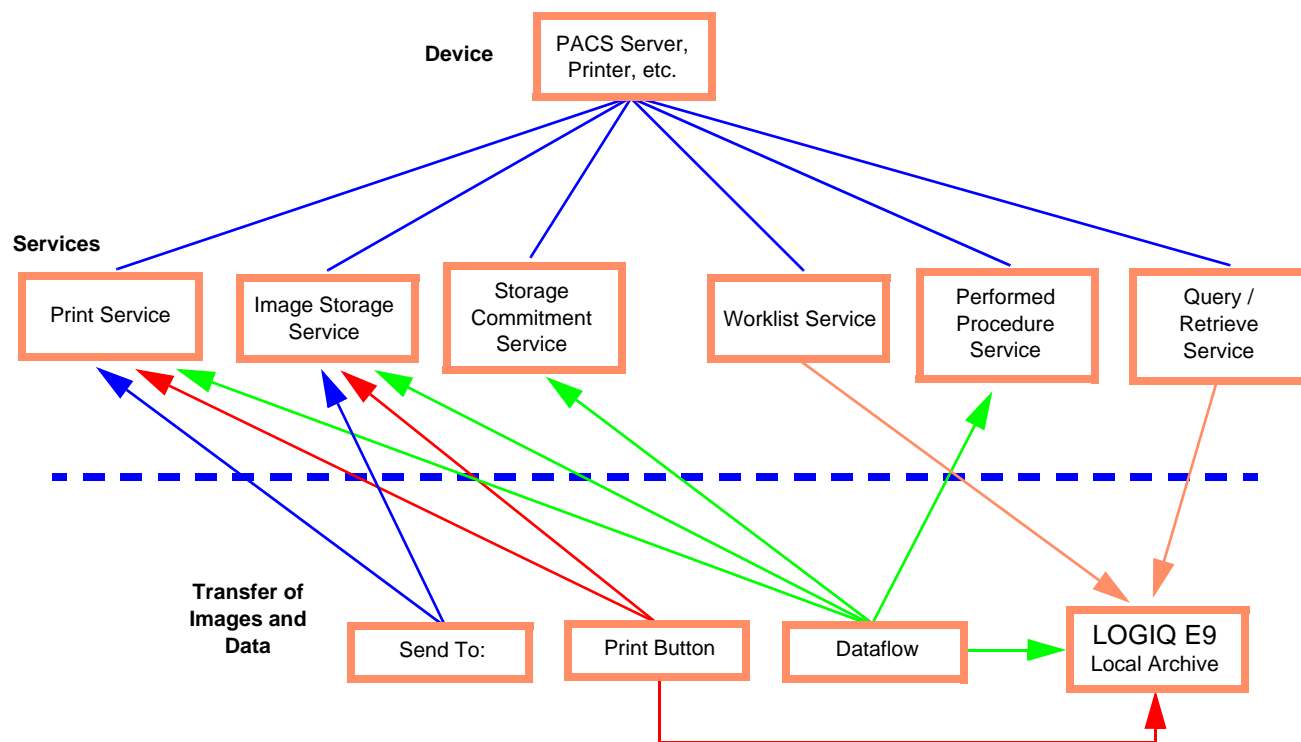 Device
PACS Server,
Printer, etc.
Services
Print Service
Image Storage
Service
Storage
Commitment
Service
Worklist Service
Performed
Procedure
Service
Query /
Retrieve
Service
Transfer of
Images and
Data
Send To:
Print Button
Dataflow
LOGIQ E9
Local Archive